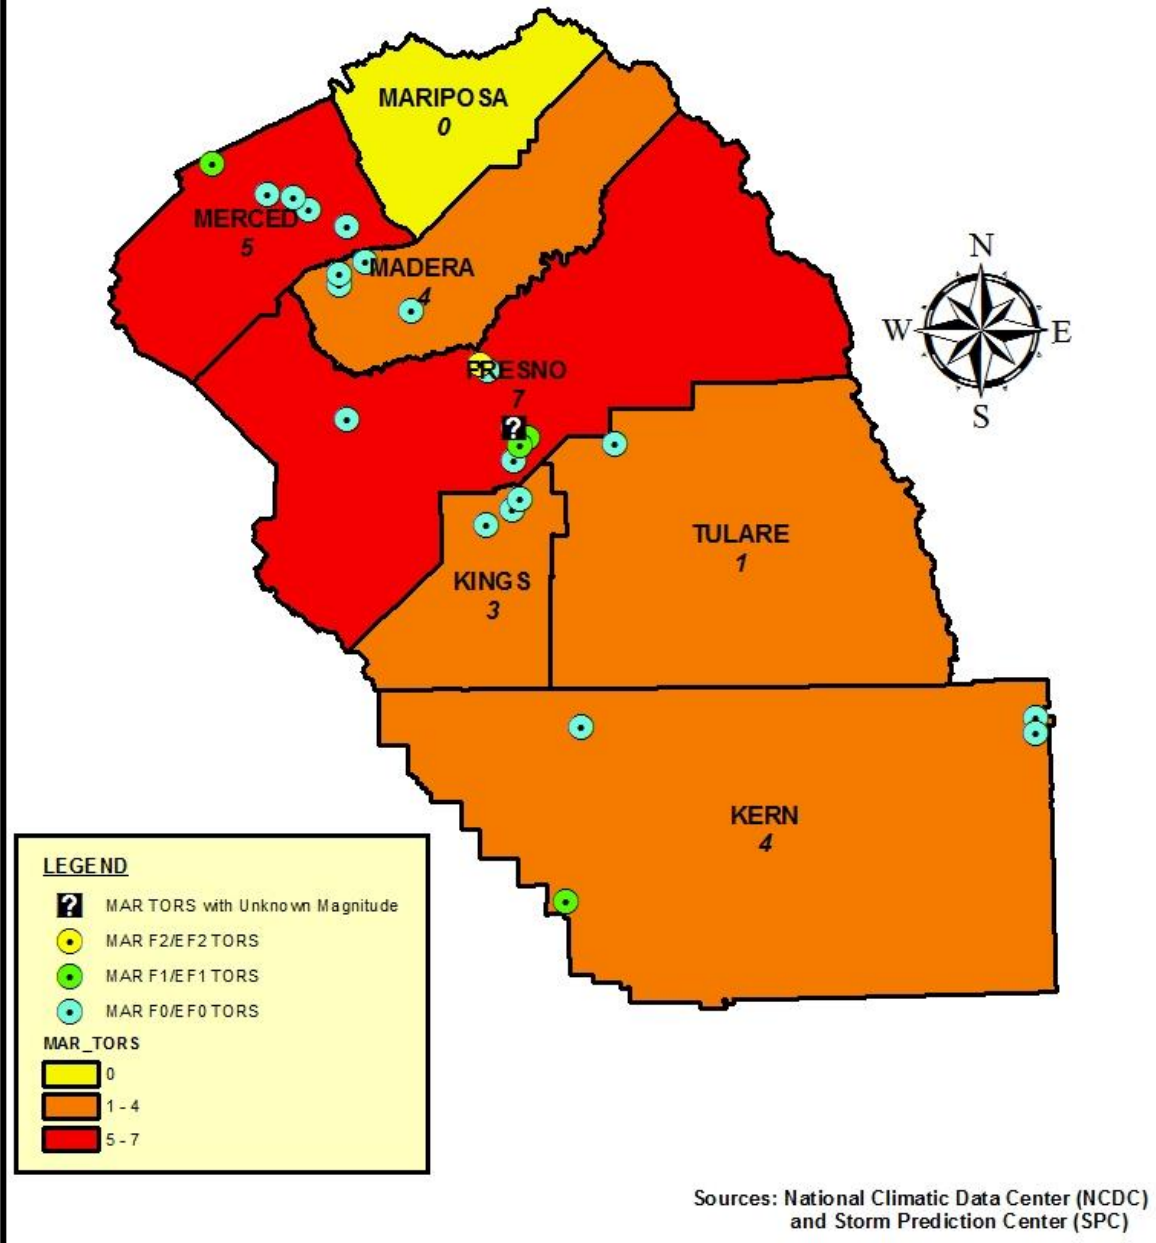 MARIPOSA
0
MERCED
5
MADERA
4
FRESNO
7
?
TULARE
1
KINGS
3
KERN
4
N
W
E
S
LEGEND
? MAR TORS with Unknown Magnitude
MAR F2/EF2 TORS
MAR F1/EF1 TORS
MAR F0/EF0 TORS
MAR_TORS
0
1 - 4
5 - 7
Sources: National Climatic Data Center (NCDC)
and Storm Prediction Center (SPC)